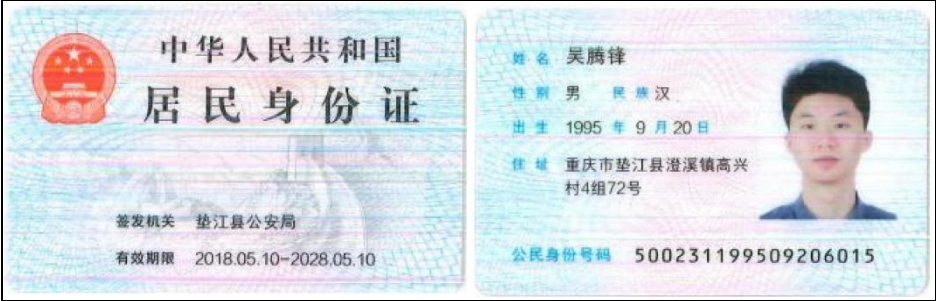 中华人民共和国
居民身份证
签发机关 垫江县公安局
有效期限 2018.05.10-2028.05.10
姓名 吴腾锋
性别 男 民族 汉
出生 1995 年 9 月 20 日
住址 重庆市垫江县澄溪镇高兴
村4组72号
公民身份号码 500231199509206015